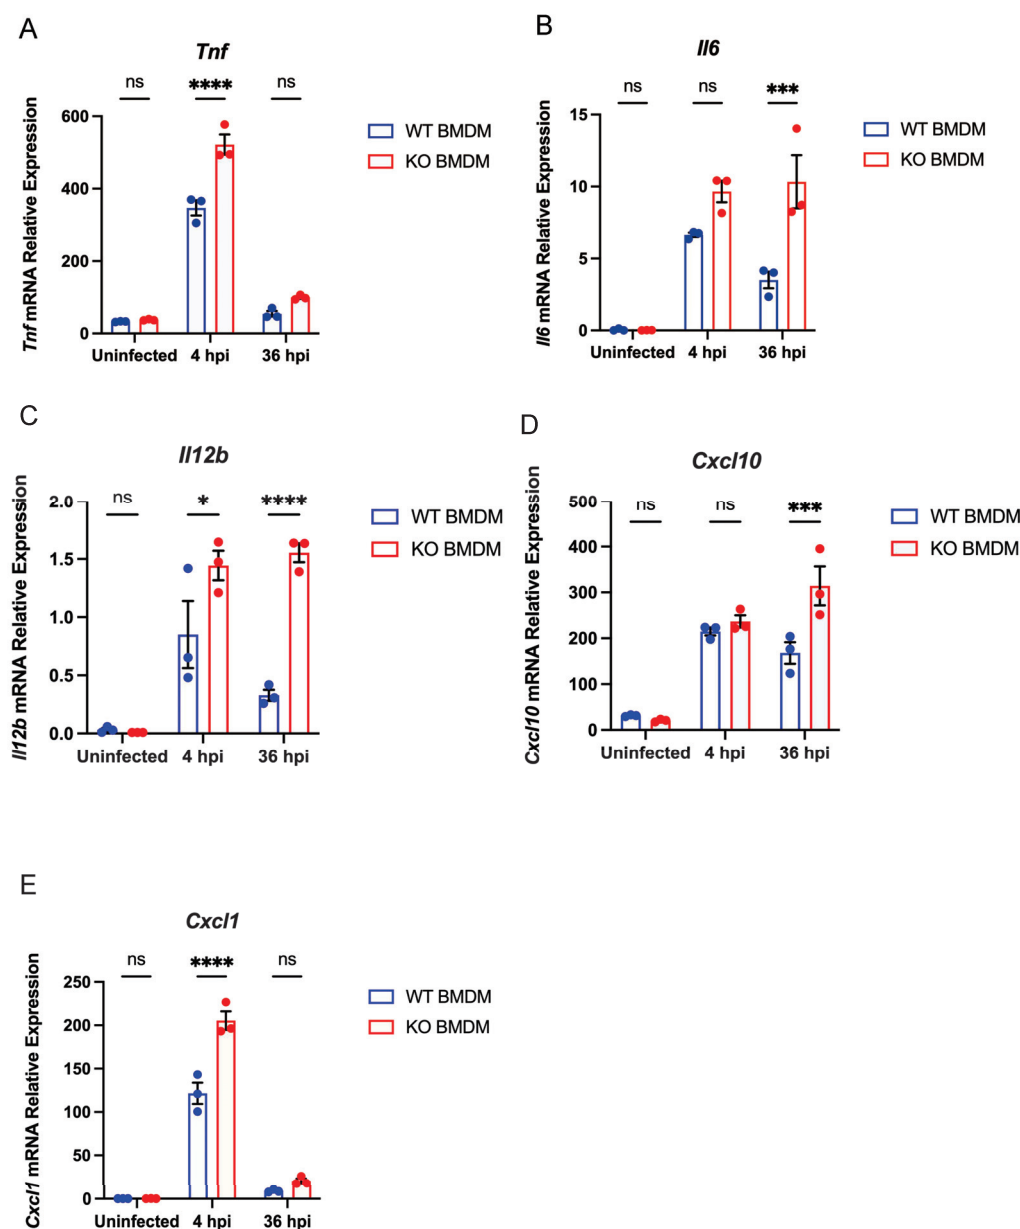 A
Tnf
ns
****
ns
Tnf mRNA Relative Expression
600
400
200
0
Uninfected 4 hpi 36 hpi
WT BMDM
KO BMDM
B
Il6
ns
ns
***
Il6 mRNA Relative Expression
15
10
5
0
Uninfected 4 hpi 36 hpi
WT BMDM
KO BMDM
C
Il12b
ns
*
****
Il12b mRNA Relative Expression
2.0
1.5
1.0
0.5
0.0
Uninfected 4 hpi 36 hpi
WT BMDM
KO BMDM
D
Cxcl10
ns
ns
***
Cxcl10 mRNA Relative Expression
500
400
300
200
100
0
Uninfected 4 hpi 36 hpi
WT BMDM
KO BMDM
E
Cxcl1
ns
****
ns
Cxcl1 mRNA Relative Expression
250
200
150
100
50
0
Uninfected 4 hpi 36 hpi
WT BMDM
KO BMDM